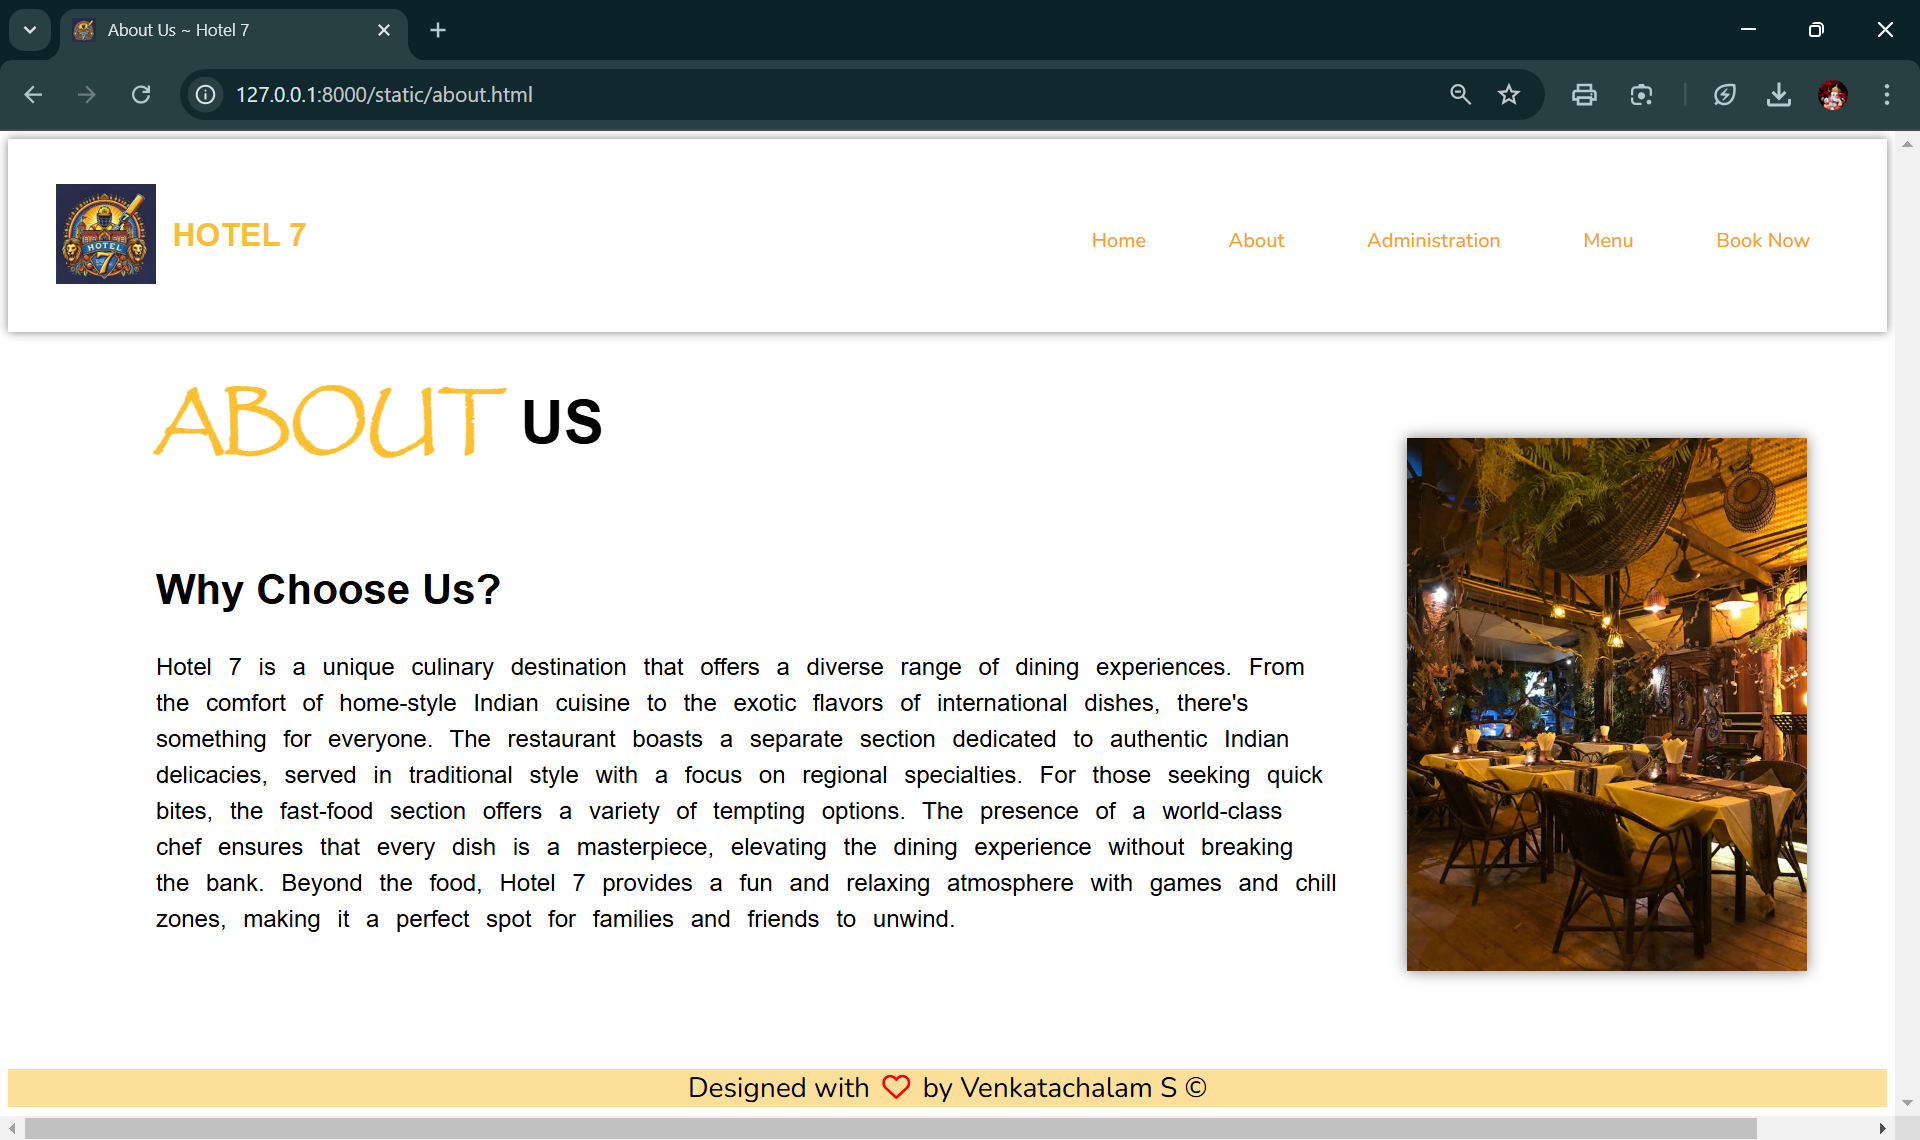 About Us ~ Hotel 7
127.0.0.1:8000/static/about.html
HOTEL 7
HOTEL 7
Home
About
Administration
Menu
Book Now
ABOUT US
Why Choose Us?
Hotel 7 is a unique culinary destination that offers a diverse range of dining experiences. From
the comfort of home-style Indian cuisine to the exotic flavors of international dishes, there's
something for everyone. The restaurant boasts a separate section dedicated to authentic Indian
delicacies, served in traditional style with a focus on regional specialties. For those seeking quick
bites, the fast-food section offers a variety of tempting options. The presence of a world-class
chef ensures that every dish is a masterpiece, elevating the dining experience without breaking
the bank. Beyond the food, Hotel 7 provides a fun and relaxing atmosphere with games and chill
zones, making it a perfect spot for families and friends to unwind.
Designed with ♡ by Venkatachalam S ©